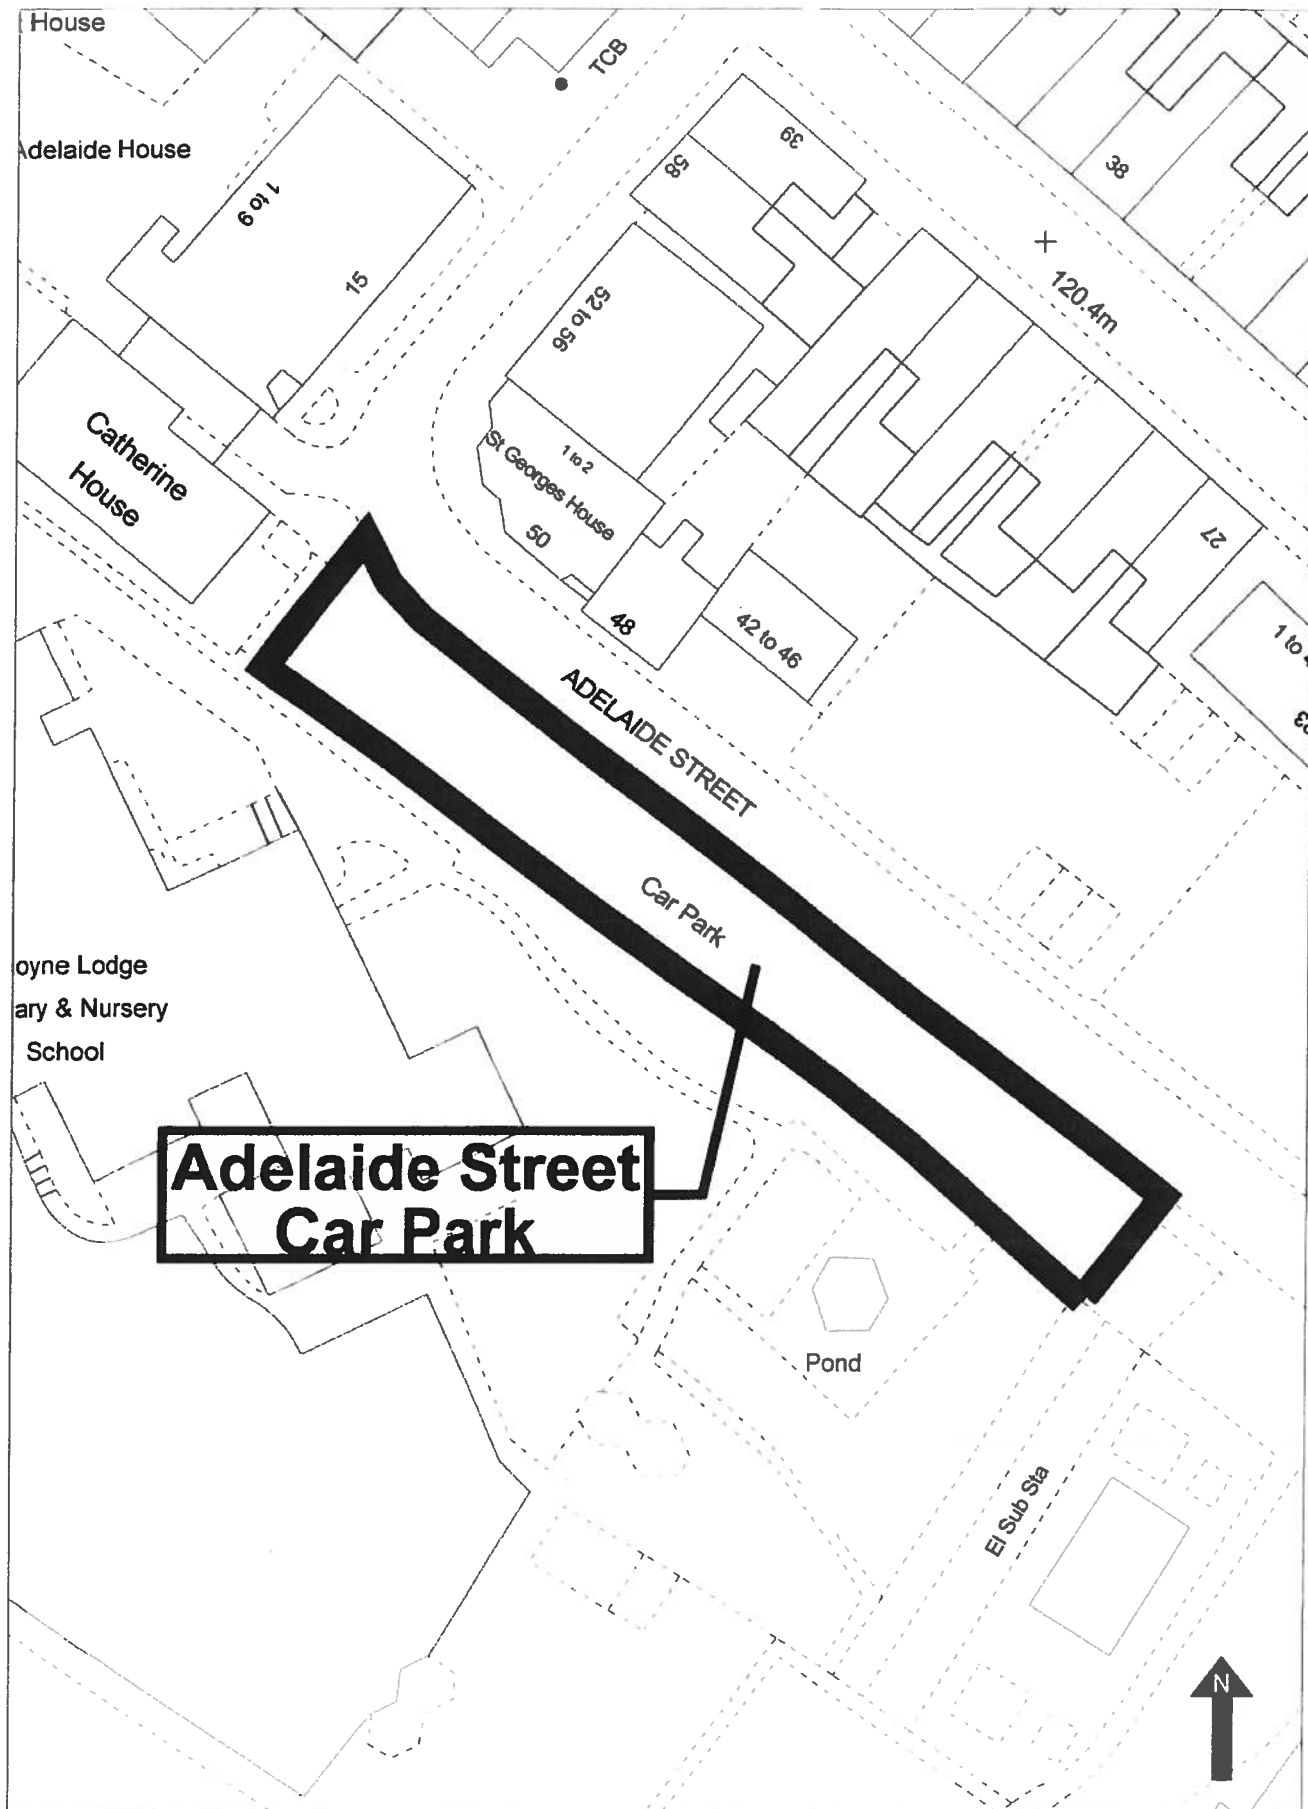 House
TCB
Adelaide House
39
58
38
1 to 9
15
120.4m
52 to 56
Catherine
House
1 to 2
St Georges House
50
27
48
42 to 46
1 to
ADELAIDE STREET
Car Park
oyne Lodge
ary & Nursery
School
Adelaide Street
Car Park
Pond
El Sub Sta
N